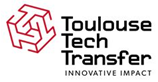 Toulouse
Tech
Transfer
INNOVATIVE IMPACT